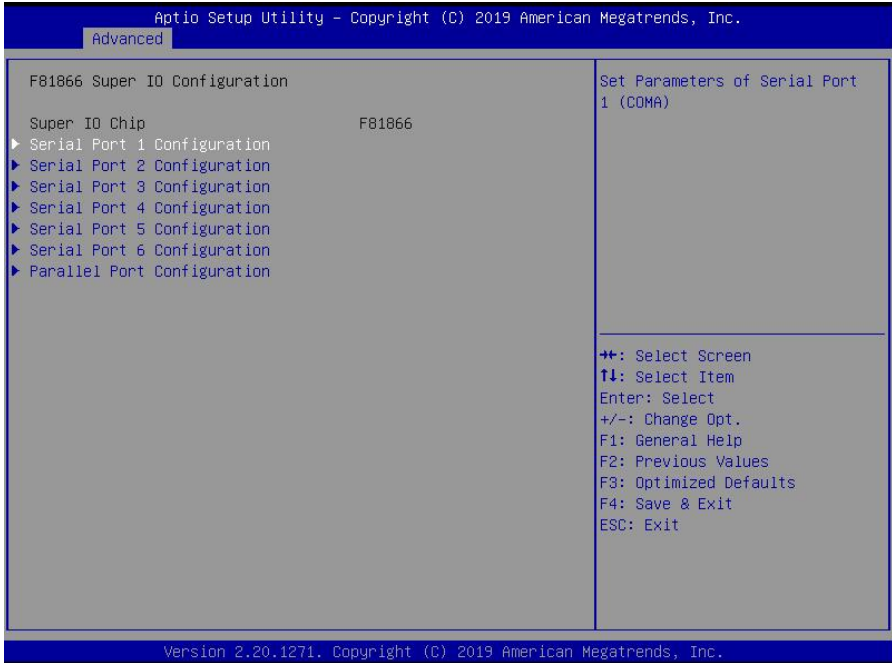 Aptio Setup Utility – Copyright (C) 2019 American Megatrends, Inc.
Advanced
F81866 Super IO Configuration
Super IO Chip F81866
Serial Port 1 Configuration
Serial Port 2 Configuration
Serial Port 3 Configuration
Serial Port 4 Configuration
Serial Port 5 Configuration
Serial Port 6 Configuration
Parallel Port Configuration
Set Parameters of Serial Port
1 (COMA)
→←: Select Screen
↑↓: Select Item
Enter: Select
+/-: Change Opt.
F1: General Help
F2: Previous Values
F3: Optimized Defaults
F4: Save & Exit
ESC: Exit
Version 2.20.1271. Copyright (C) 2019 American Megatrends, Inc.